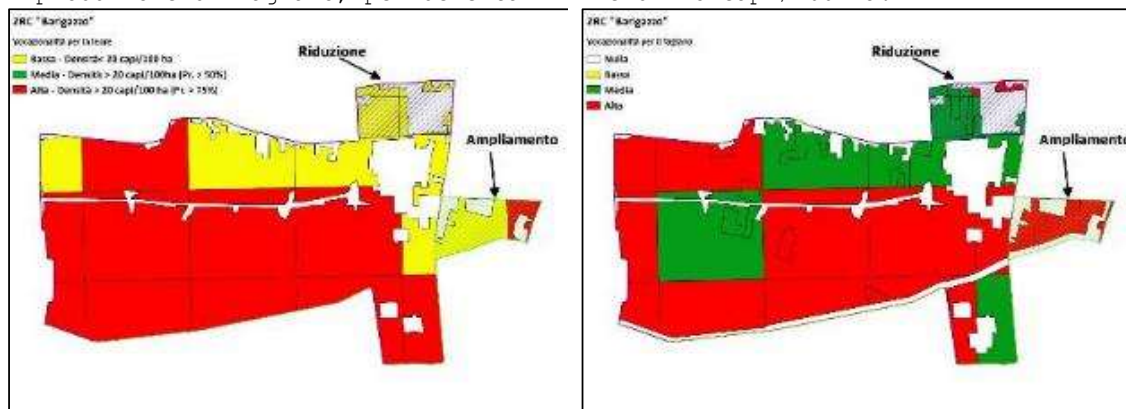 ZRC "Barigazzo"
Vocazionalità per la lepre
Bassa - Densità< 20 capi/100 ha
Media - Densità > 20 capi/100ha (Pr. > 50%)
Alta - Densità > 20 capi/100 ha (Pr. > 75%)
Riduzione
Ampliamento
ZRC "Barigazzo"
Vocazionalità per il fagiano
Nulla
Bassa
Media
Alta
Riduzione
Ampliamento